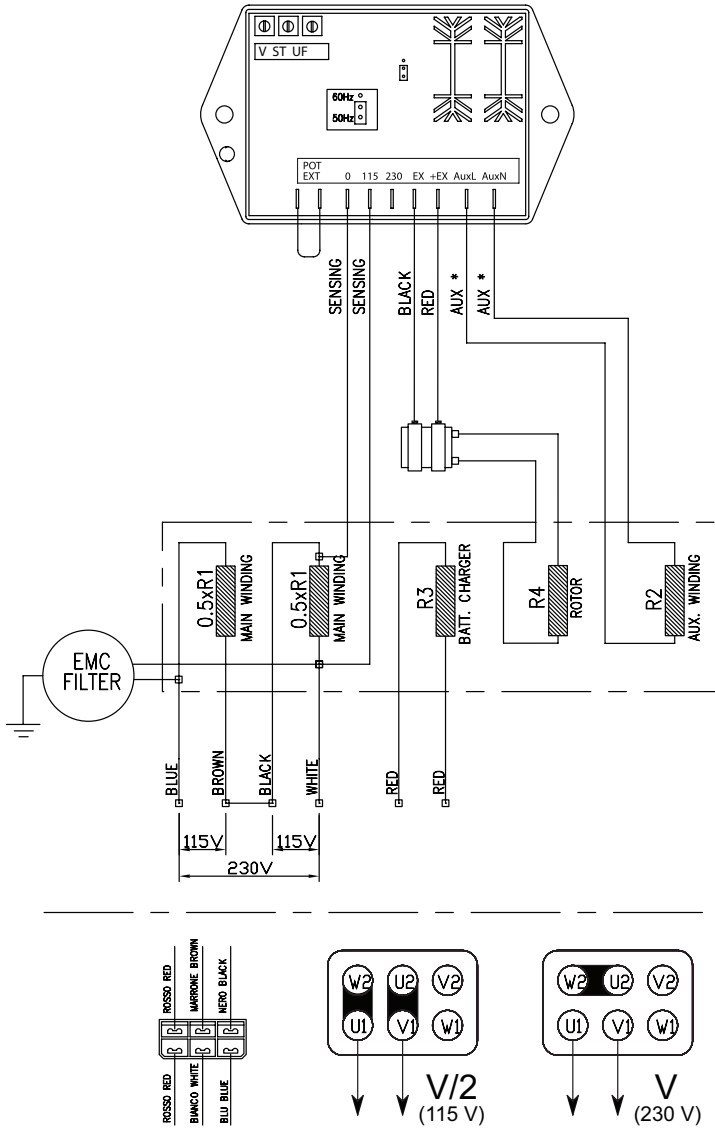 V ST UF
60Hz
50Hz
POT
EXT 0 115 230 EX +EX AuxL AuxN
SENSING
SENSING
BLACK
RED
AUX *
AUX *
0.5xR1
MAIN WINDING
0.5xR1
MAIN WINDING
R3
BATT. CHARGER
R4
ROTOR
R2
AUX. WINDING
EMC
FILTER
BLUE
BROWN
BLACK
WHITE
RED
RED
115V
115V
230V
ROSSO RED
MARRONE BROWN
NERO BLACK
ROSSO RED
BIANCO WHITE
BLU BLUE
W2 U2 V2
U1 V1 W1
V/2
(115 V)
W2 U2 V2
U1 V1 W1
V
(230 V)